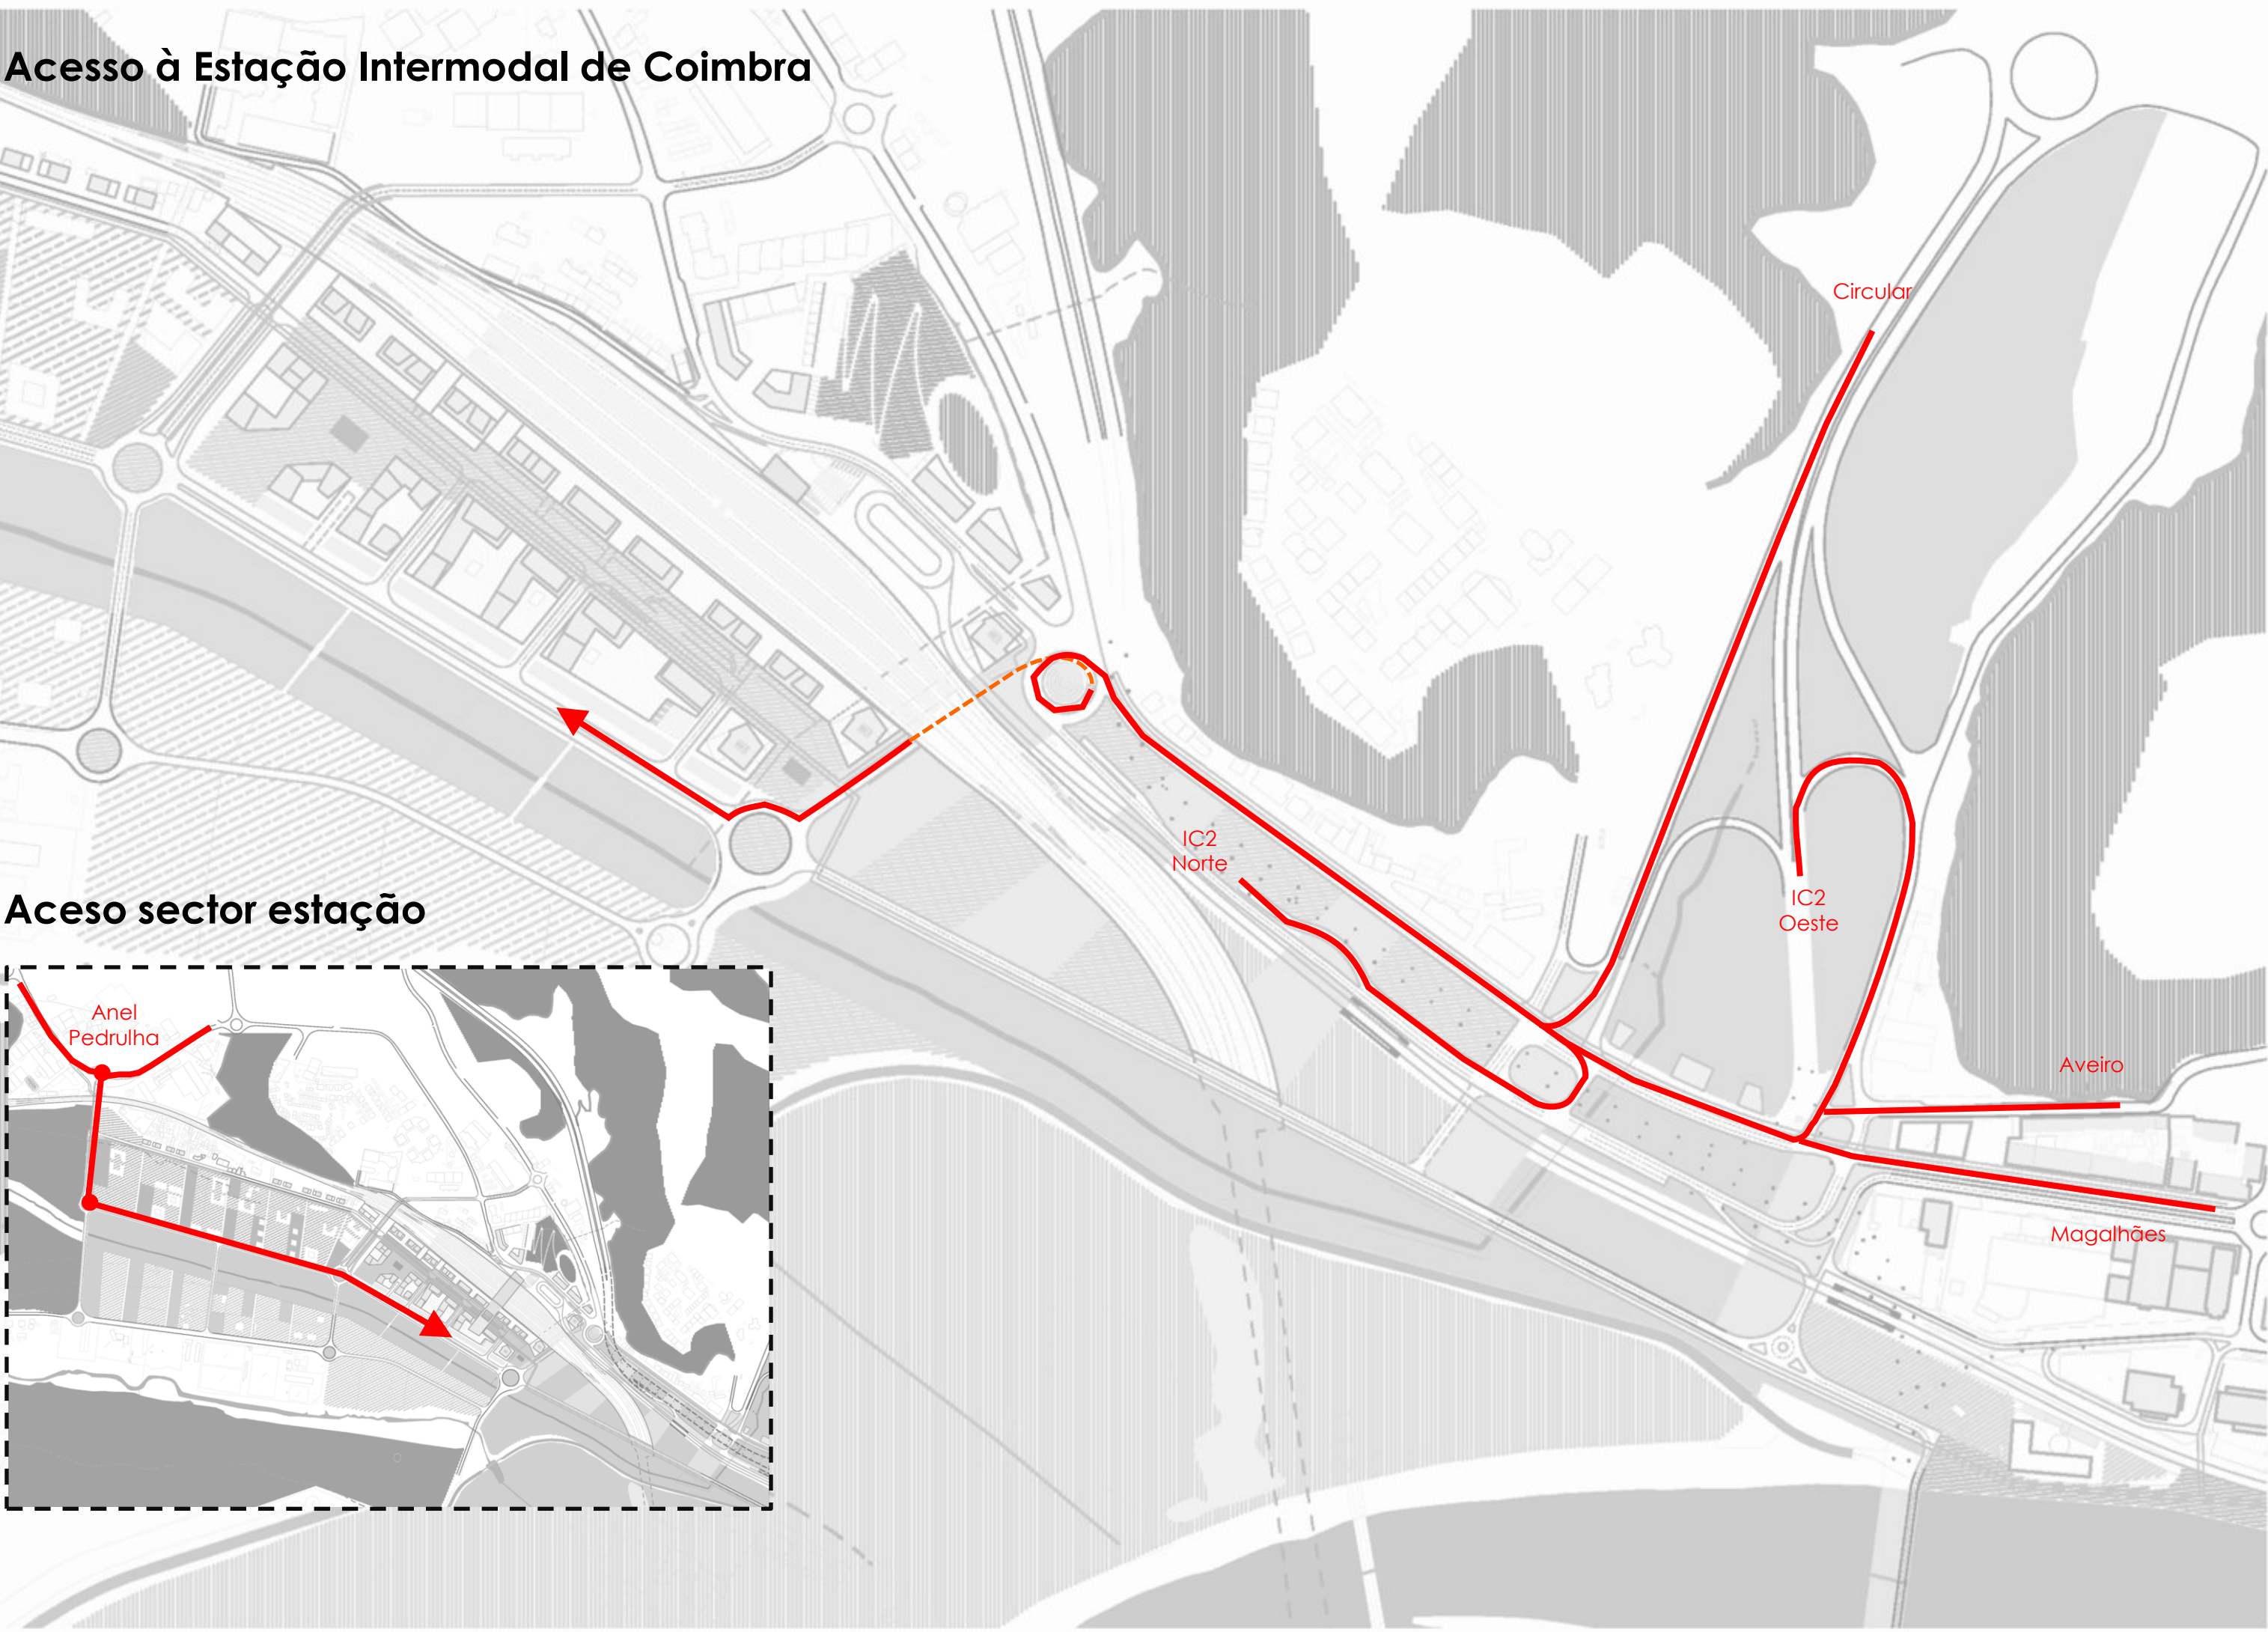 Acesso à Estação Intermodal de Coimbra
Circular
IC2
Norte
IC2
Oeste
Aceso sector estação
Anel
Pedrulha
Aveiro
Magalhães